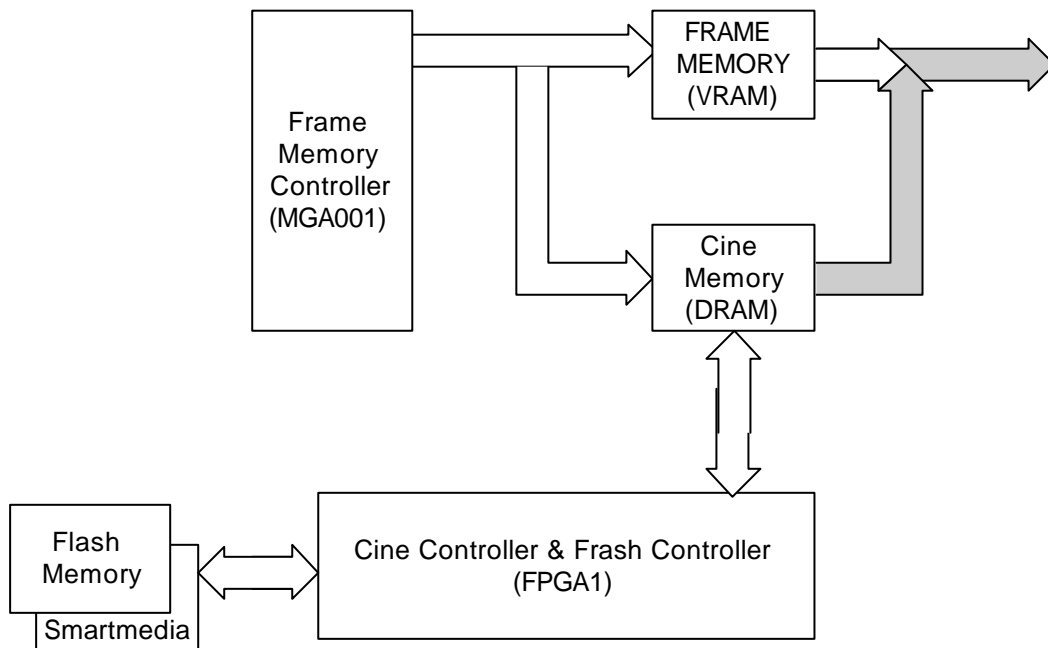 Frame
Memory
Controller
(MGA001)
FRAME
MEMORY
(VRAM)
Cine
Memory
(DRAM)
Flash
Memory
Smartmedia
Cine Controller & Frash Controller
(FPGA1)